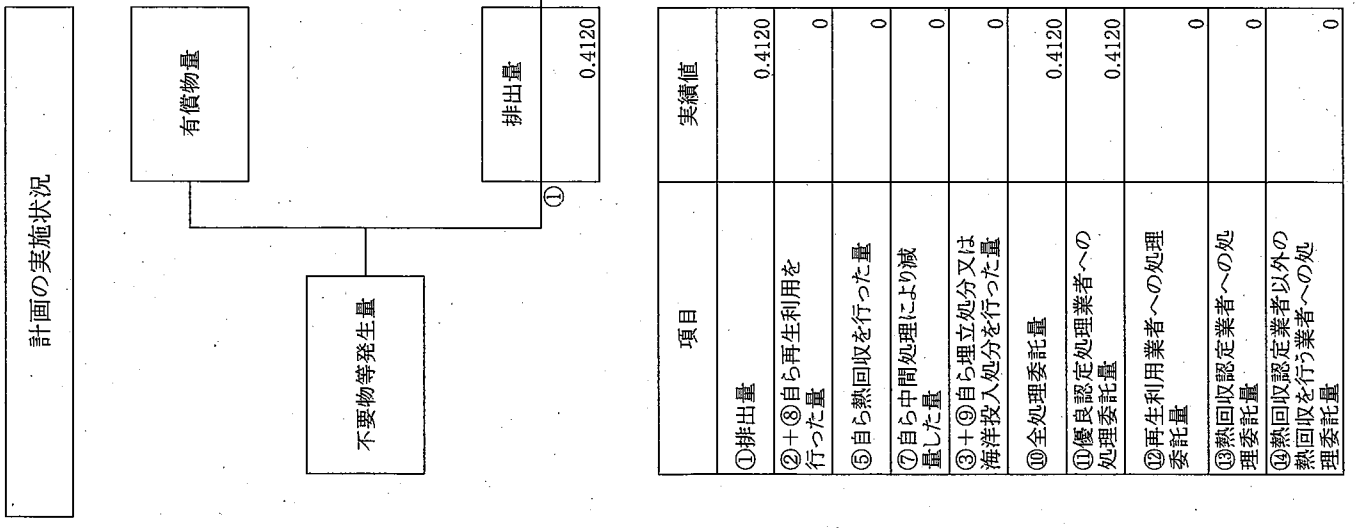 計画の実施状況
有償物量
不要物等発生量
排出量
0.4120
①
項目
実績値
①排出量
0.4120
②+⑧自ら再生利用を
行った量
0
⑤自ら熱回収を行った量
0
⑦自ら中間処理により減
量した量
0
③+⑨自ら埋立処分又は
海洋投入処分を行った量
0
⑩全処理委託量
0.4120
⑪優良認定処理業者への
処理委託量
0.4120
⑫再生利用業者への処理
委託量
0
⑬熱回収認定業者への処
理委託量
0
⑭熱回収認定業者以外の
熱回収を行う業者への処
理委託量
0